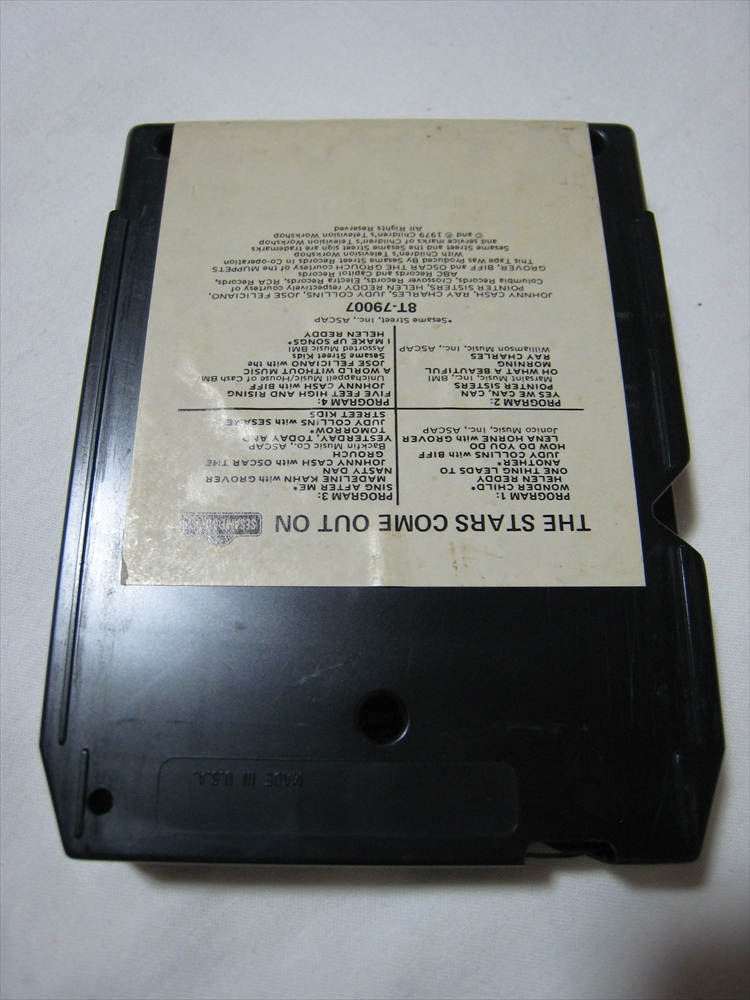 THE STARS COME OUT ON SESAME STREET
PROGRAM 1:
WONDER CHILD*
HELEN REDDY
ONE THING LEADS TO
ANOTHER*
JUDY COLLINS with BIFF
HOW DO YOU DO
LENA HORNE with GROVER
Jonico Music, Inc., ASCAP
PROGRAM 2:
YES WE CAN, CAN
POINTER SISTERS
Marsaint Music, Inc., BMI
OH WHAT A BEAUTIFUL
MORNING
RAY CHARLES
Williamson Music, Inc., ASCAP
PROGRAM 3:
SING AFTER ME*
MADELINE KAHN with GROVER
NASTY DAN
JOHNNY CASH with OSCAR THE
GROUCH
Backfin Music Co., ASCAP
YESTERDAY, TODAY AND
TOMORROW*
JUDY COLLINS with SESAME
STREET KIDS
PROGRAM 4:
FIVE FEET HIGH AND RISING
JOHNNY CASH with BIFF
Unichappell Music/House of Cash BMI
A WORLD WITHOUT MUSIC
JOSE FELICIANO with the
Sesame Street Kids
Assorted Music BMI
I MAKE UP SONGS*
HELEN REDDY
*Sesame Street, Inc., ASCAP
8T-79007
JOHNNY CASH, RAY CHARLES, JUDY COLLINS, JOSE FELICIANO,
POINTER SISTERS, HELEN REDDY respectively courtesy of
Columbia Records, Crossover Records, Electra Records, RCA Records,
ABC Records and Capitol Records
GROVER, BIFF and OSCAR THE GROUCH courtesy of the MUPPETS
This Tape Was Produced By Sesame Street Records in Co-operation
With Children's Television Workshop
Sesame Street and the Sesame Street sign are trademarks
and service marks of Children's Television Workshop
© and ℗ 1979 Children's Television Workshop
All Rights Reserved
MADE IN U.S.A.